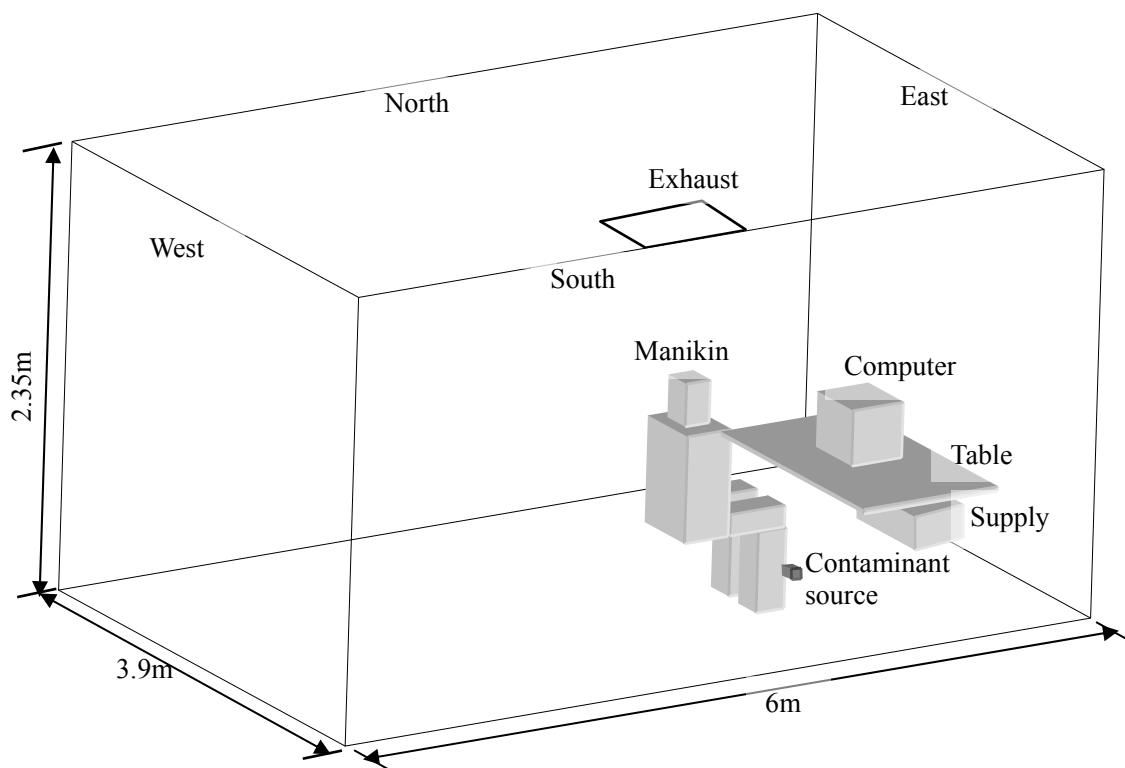 North
East
Exhaust
West
South
Manikin
Computer
2.35m
Table
Supply
Contaminant
source
3.9m
6m